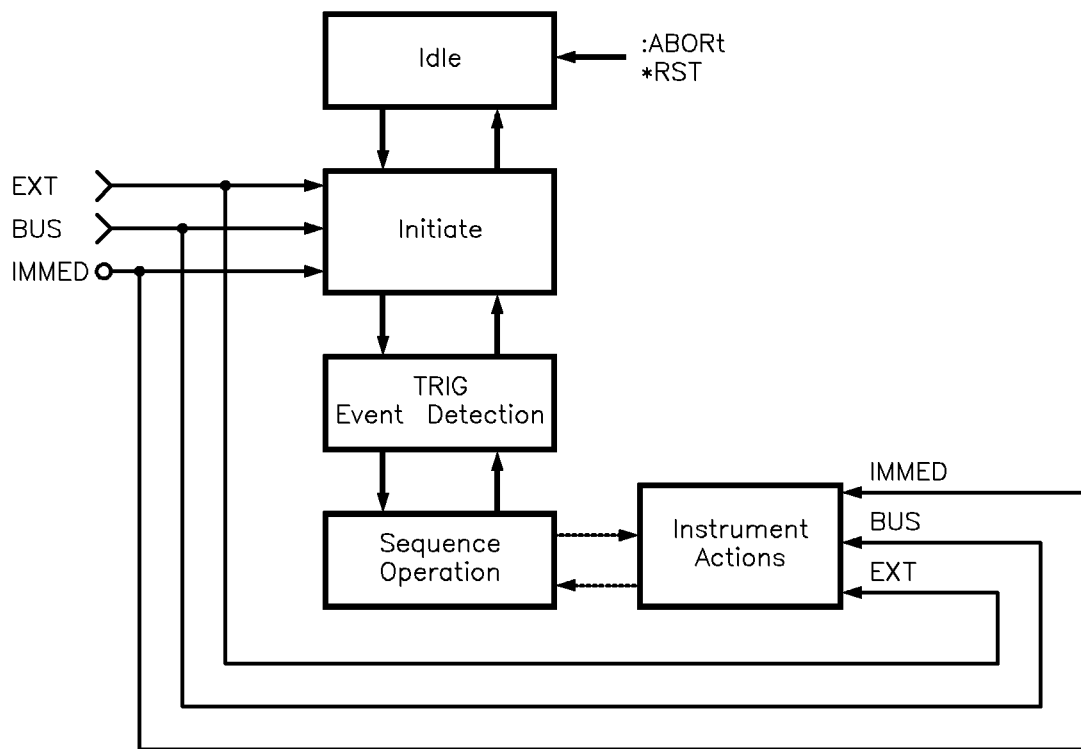 Idle
:ABORt
*RST
EXT
BUS
IMMED
Initiate
TRIG
Event Detection
Sequence
Operation
Instrument
Actions
IMMED
BUS
EXT